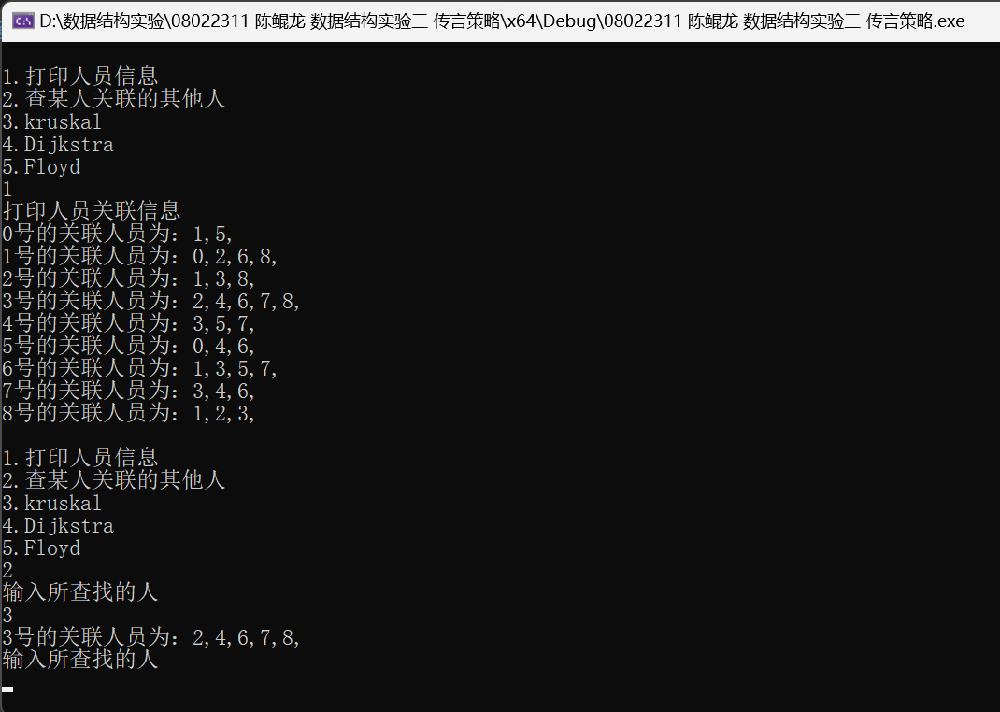 D:\数据结构实验\08022311 陈鲲龙 数据结构实验三 传言策略\x64\Debug\08022311 陈鲲龙 数据结构实验三 传言策略.exe
1.打印人员信息
2.查某人关联的其他人
3.kruskal
4.Dijkstra
5.Floyd
1
打印人员关联信息
0号的关联人员为: 1,5,
1号的关联人员为: 0,2,6,8,
2号的关联人员为: 1,3,8,
3号的关联人员为: 2,4,6,7,8,
4号的关联人员为: 3,5,7,
5号的关联人员为: 0,4,6,
6号的关联人员为: 1,3,5,7,
7号的关联人员为: 3,4,6,
8号的关联人员为: 1,2,3,
1.打印人员信息
2.查某人关联的其他人
3.kruskal
4.Dijkstra
5.Floyd
2
输入所查找的人
3
3号的关联人员为: 2,4,6,7,8,
输入所查找的人